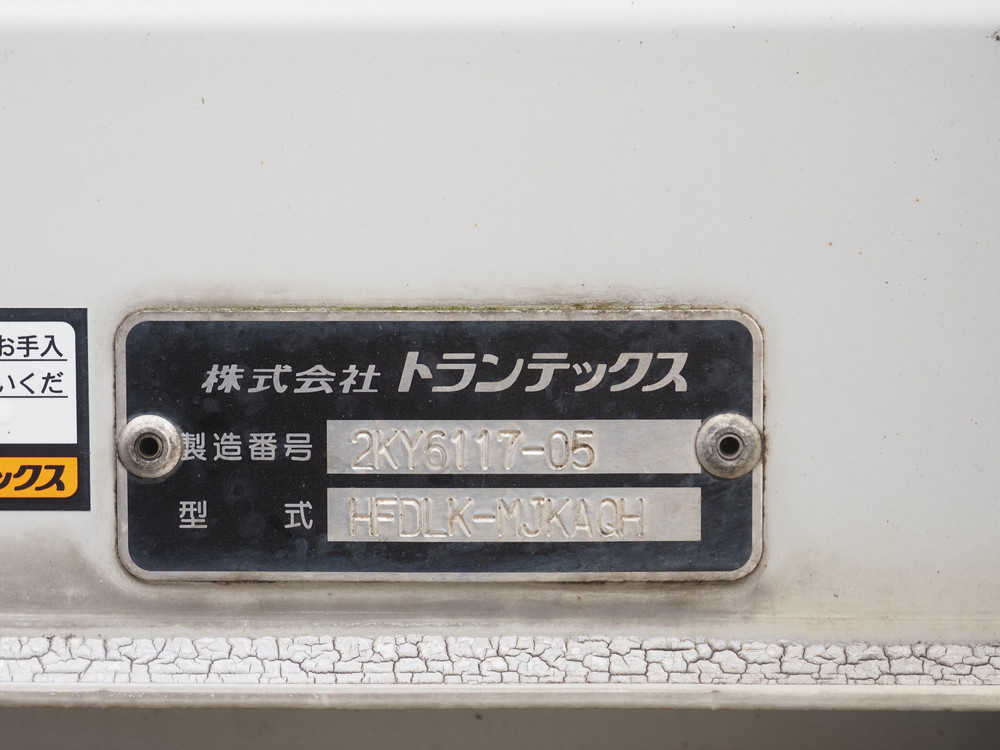 お手入
いくだ
ックス
株式会社 トランテックス
製造番号 2KY6117-05
型式 HFDLK-MJKAQH